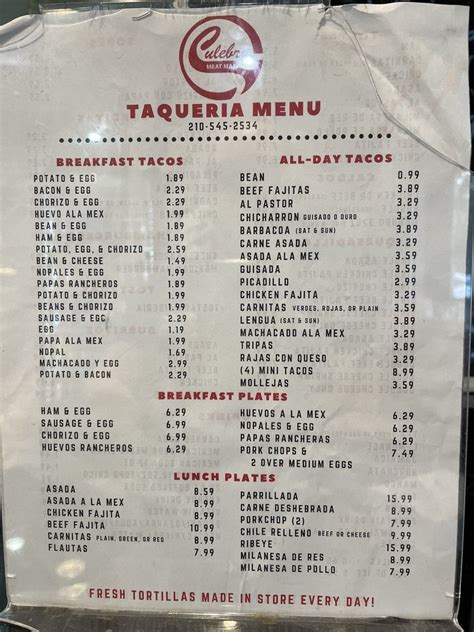 Culebr
MEAT MA
TAQUERIA MENU
210-545-2534
BREAKFAST TACOS
POTATO & EGG 1.89
BACON & EGG 2.29
CHORIZO & EGG 2.29
HUEVO ALA MEX 1.99
BEAN & EGG 1.99
HAM & EGG 1.99
POTATO, EGG, & CHORIZO 2.59
BEAN & CHEESE 1.49
NOPALES & EGG 1.99
PAPAS RANCHEROS 1.99
POTATO & CHORIZO 1.99
BEANS & CHORIZO 1.99
SAUSAGE & EGG 2.29
EGG 1.19
PAPA ALA MEX 1.99
NOPAL 1.99
MACHACADO Y EGG 2.99
POTATO & BACON 2.29
ALL-DAY TACOS
BEAN 0.99
BEEF FAJITAS 3.89
AL PASTOR 3.29
CHICHARRON GUISADO O DURO 3.29
BARBACOA (SAT & SUN) 3.89
CARNE ASADA 3.29
ASADA ALA MEX 3.59
GUISADA 3.59
PICADILLO 2.99
CHICKEN FAJITA 3.29
CARNITAS VERDES, ROJAS, OR PLAIN 3.59
LENGUA (SAT & SUN) 3.99
MACHACADO ALA MEX 3.29
TRIPAS 3.89
RAJAS CON QUESO 3.29
(4) MINI TACOS 8.99
MOLLEJAS 3.59
BREAKFAST PLATES
HAM & EGG 6.29
SAUSAGE & EGG 6.99
CHORIZO & EGG 6.99
HUEVOS RANCHEROS 6.29
HUEVOS A LA MEX 6.29
NOPALES & EGG 6.29
PAPAS RANCHERAS 6.29
PORK CHOPS & 7.49
2 OVER MEDIUM EGGS
LUNCH PLATES
ASADA 8.59
ASADA A LA MEX 8.99
CHICKEN FAJITA 8.99
BEEF FAJITA 10.99
CARNITAS PLAIN, GREEN, OR RED 8.99
FLAUTAS 7.99
PARRILLADA 15.99
CARNE DESHEBRADA 8.99
PORKCHOP (2) 7.99
CHILE RELLENO BEEF OR CHEESE 9.99
RIBEYE 15.99
MILANESA DE RES 8.99
MILANESA DE POLLO 7.99
FRESH TORTILLAS MADE IN STORE EVERY DAY!